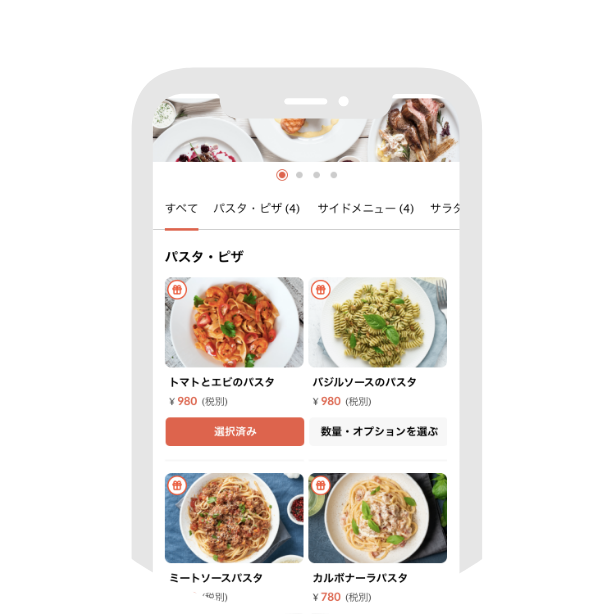 すべて パスタ・ピザ (4) サイドメニュー (4) サラダ
パスタ・ピザ
トマトとエビのパスタ バジルソースのパスタ
¥ 980 (税別) ¥ 980 (税別)
選択済み 数量・オプションを選ぶ
ミートソースパスタ カルボナーラパスタ
(税別) ¥ 780 (税別)